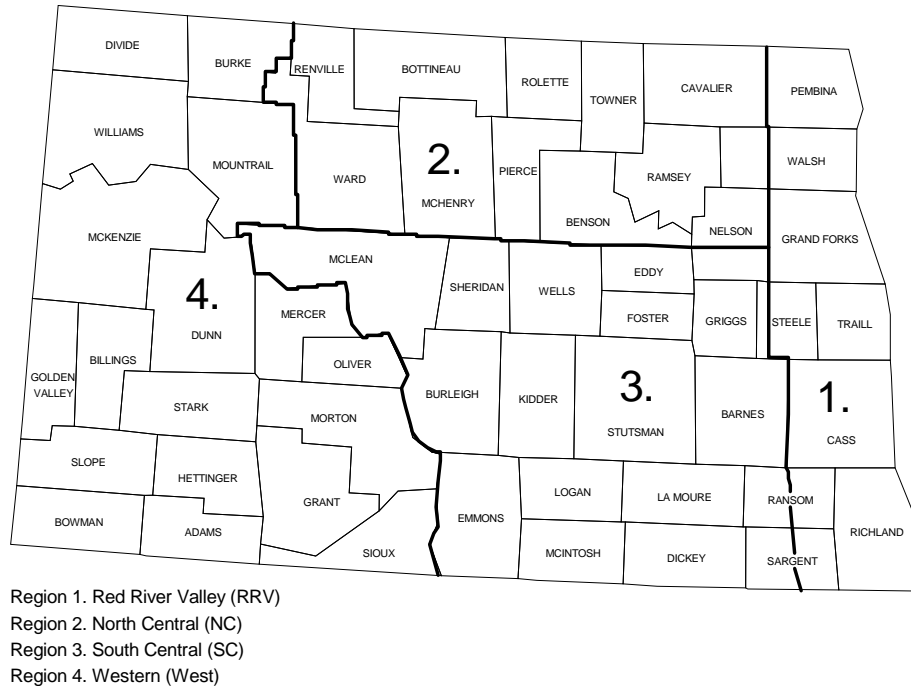 DIVIDE
BURKE
RENVILLE
BOTTINEAU
ROLETTE
TOWNER
CAVALIER
PEMBINA
WILLIAMS
MOUNTRAIL
WARD
2.
MCHENRY
PIERCE
BENSON
RAMSEY
NELSON
WALSH
GRAND FORKS
MCKENZIE
4.
DUNN
MCLEAN
MERCER
OLIVER
SHERIDAN
WELLS
EDDY
FOSTER
GRIGGS
STEELE
TRAILL
GOLDEN
VALLEY
BILLINGS
STARK
MORTON
BURLEIGH
KIDDER
3.
STUTSMAN
BARNES
1.
CASS
SLOPE
HETTINGER
GRANT
BOWMAN
ADAMS
SIOUX
EMMONS
LOGAN
LA MOURE
RANSOM
RICHLAND
MCINTOSH
DICKEY
SARGENT
Region 1. Red River Valley (RRV)
Region 2. North Central (NC)
Region 3. South Central (SC)
Region 4. Western (West)